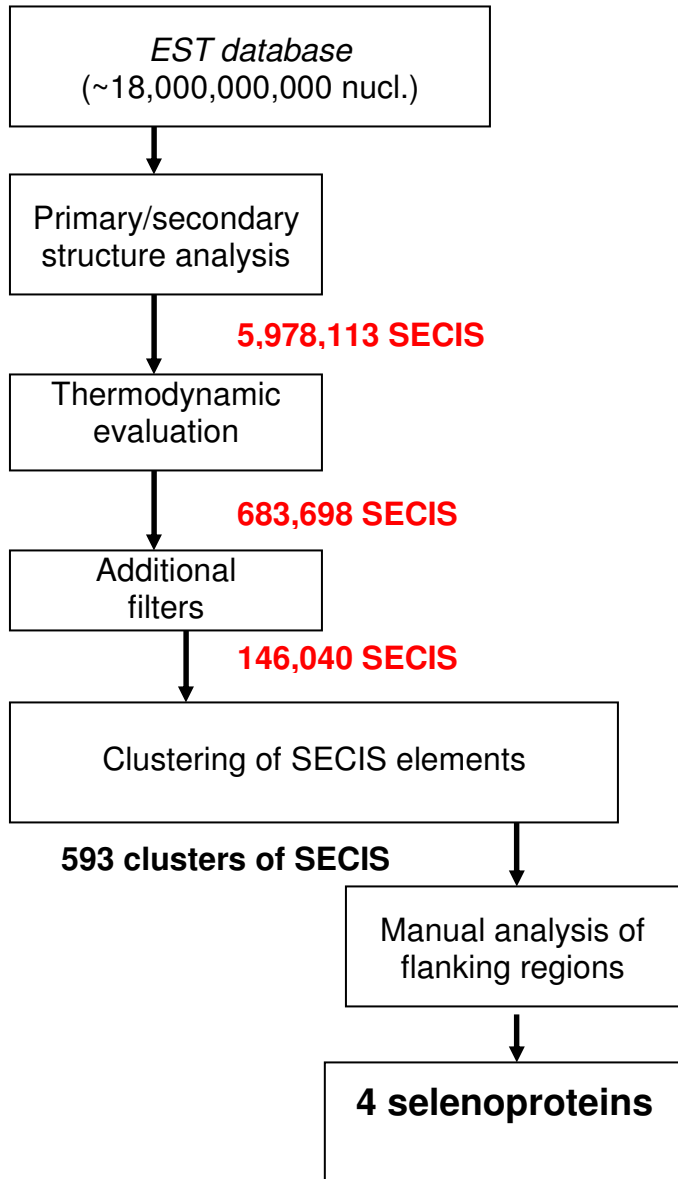 EST database
(~18,000,000,000 nucl.)
Primary/secondary
structure analysis
5,978,113 SECIS
Thermodynamic
evaluation
683,698 SECIS
Additional
filters
146,040 SECIS
Clustering of SECIS elements
593 clusters of SECIS
Manual analysis of
flanking regions
4 selenoproteins